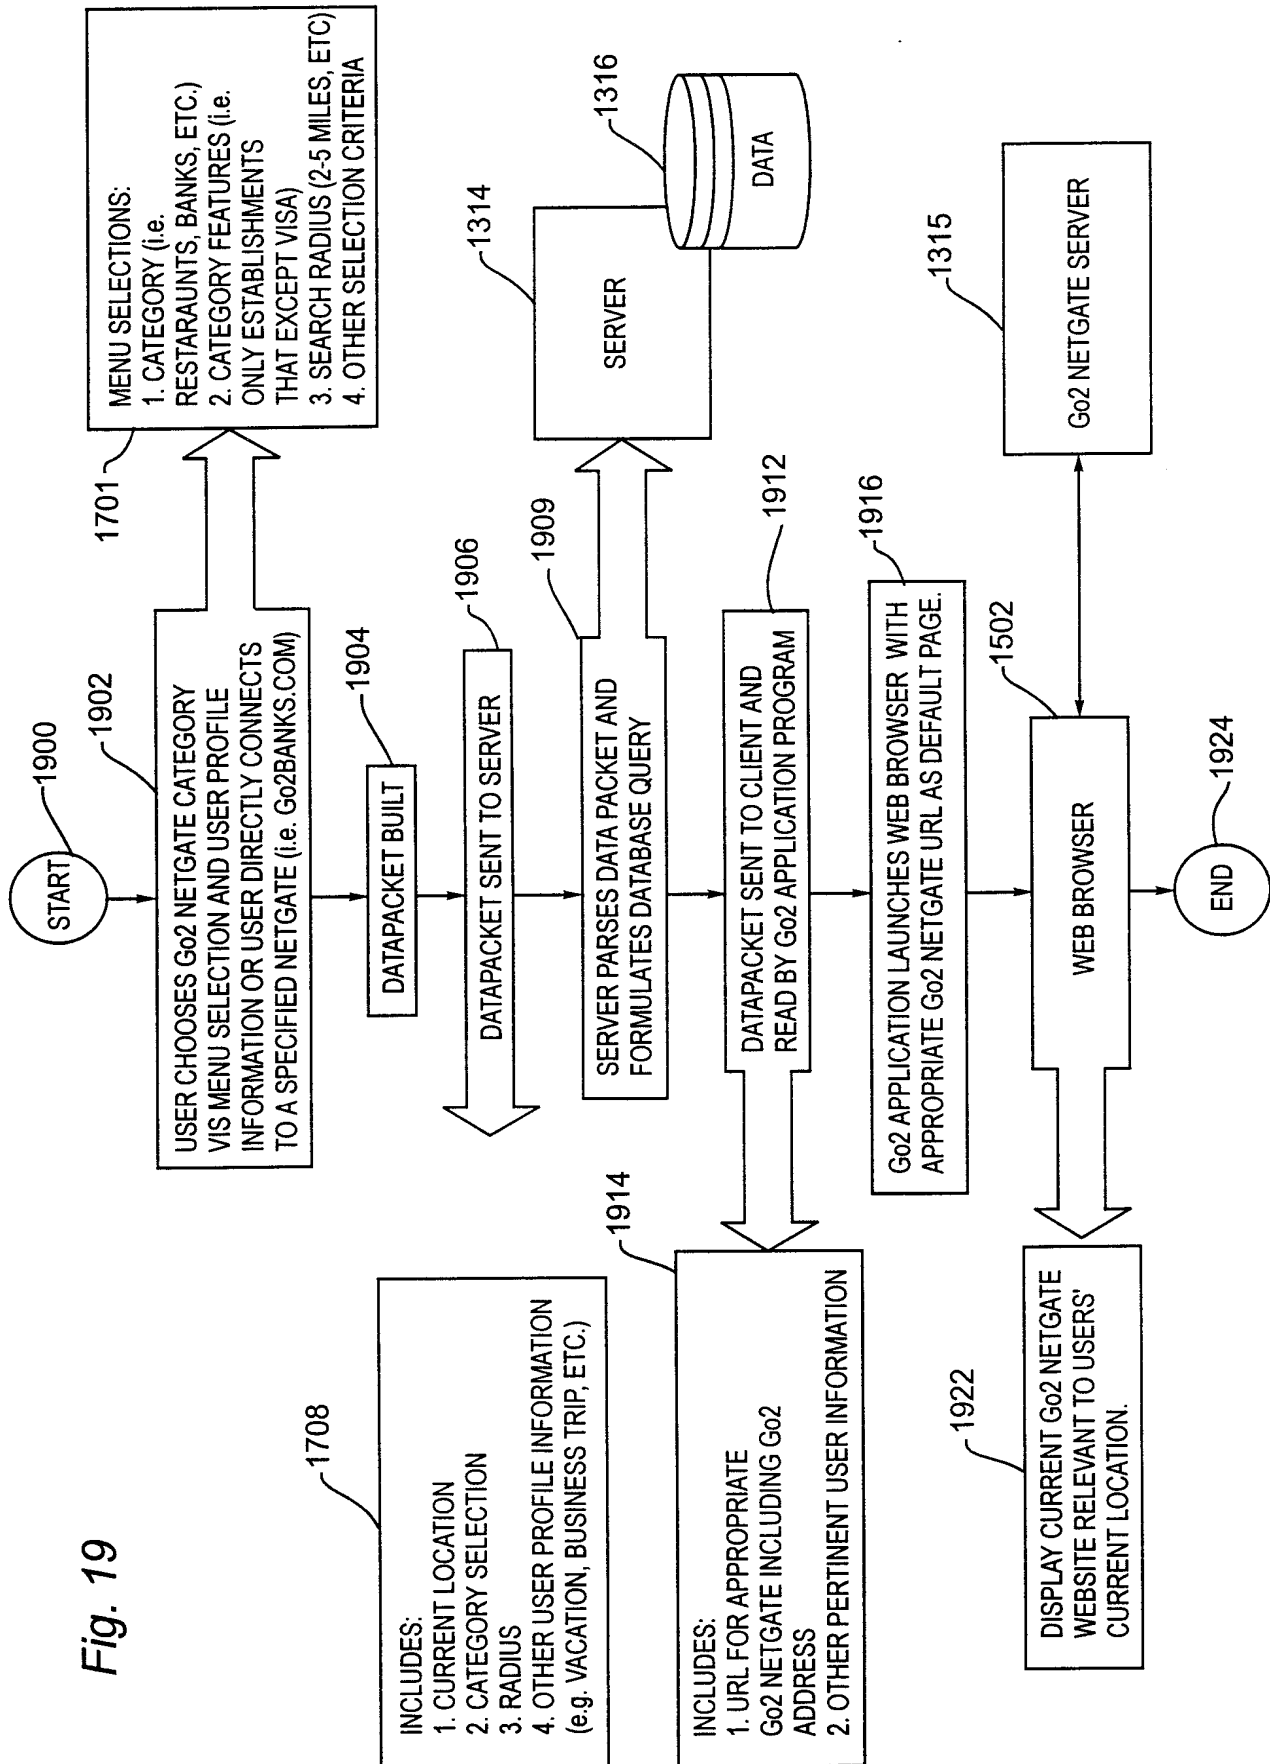 Fig. 19
START
1900
1902
USER CHOOSES Go2 NETGATE CATEGORY
VIS MENU SELECTION AND USER PROFILE
INFORMATION OR USER DIRECTLY CONNECTS
TO A SPECIFIED NETGATE (i.e. Go2BANKS.COM)
1701
MENU SELECTIONS:
1. CATEGORY (i.e.
RESTARAUNTS, BANKS, ETC.)
2. CATEGORY FEATURES (i.e.
ONLY ESTABLISHMENTS
THAT EXCEPT VISA)
3. SEARCH RADIUS (2-5 MILES, ETC)
4. OTHER SELECTION CRITERIA
1904
DATAPACKET BUILT
1906
DATAPACKET SENT TO SERVER
1708
INCLUDES:
1. CURRENT LOCATION
2. CATEGORY SELECTION
3. RADIUS
4. OTHER USER PROFILE INFORMATION
(e.g. VACATION, BUSINESS TRIP, ETC.)
1909
SERVER PARSES DATA PACKET AND
FORMULATES DATABASE QUERY
1314
SERVER
1316
DATA
1912
DATAPACKET SENT TO CLIENT AND
READ BY Go2 APPLICATION PROGRAM
1914
INCLUDES:
1. URL FOR APPROPRIATE
Go2 NETGATE INCLUDING Go2
ADDRESS
2. OTHER PERTINENT USER INFORMATION
1916
Go2 APPLICATION LAUNCHES WEB BROWSER WITH
APPROPRIATE Go2 NETGATE URL AS DEFAULT PAGE.
1502
WEB BROWSER
1315
Go2 NETGATE SERVER
1922
DISPLAY CURRENT Go2 NETGATE
WEBSITE RELEVANT TO USERS'
CURRENT LOCATION.
1924
END